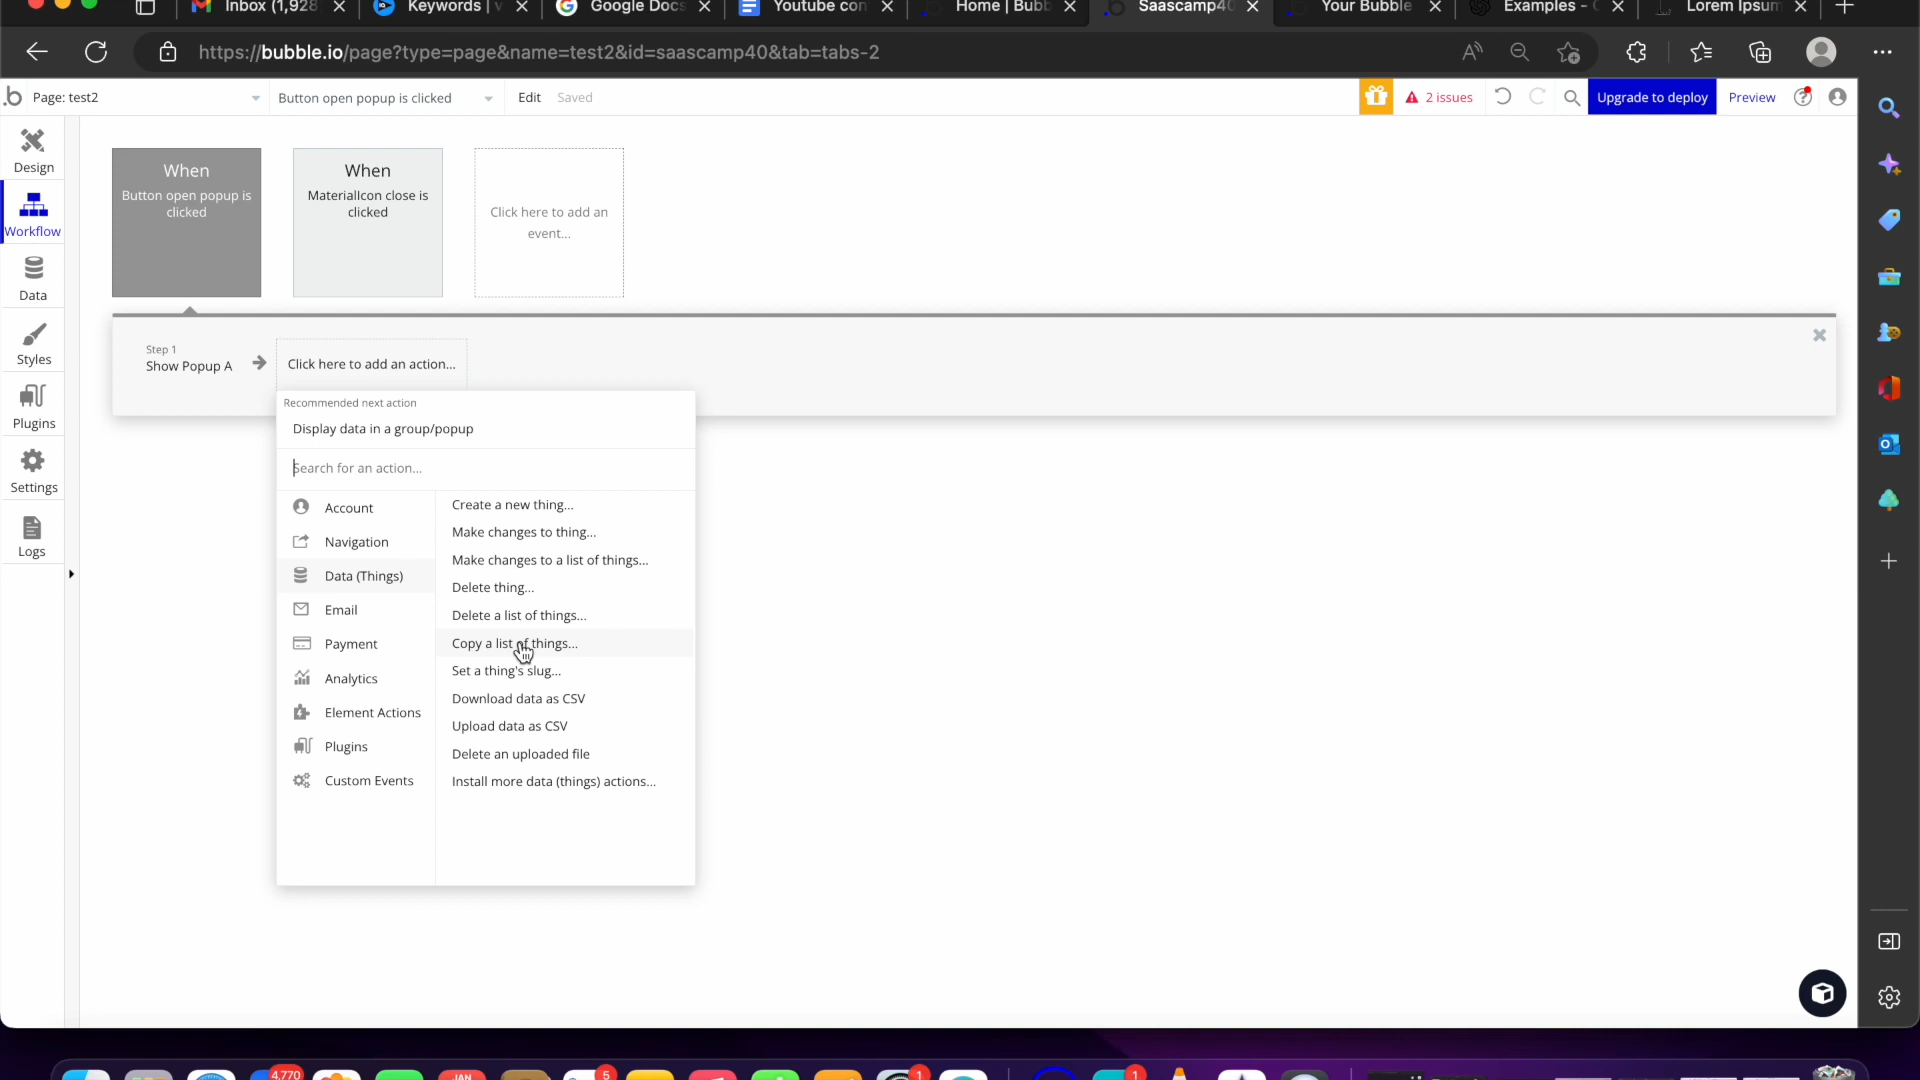 Inbox (1,928
Keywords | v
Google Docs
Youtube con
Home | Bubb
Saascamp40
Your Bubble
Examples -
Lorem Ipsum
https://bubble.io/page?type=page&name=test2&id=saascamp40&tab=tabs-2
Page: test2
Button open popup is clicked
Edit
Saved
2 issues
Upgrade to deploy
Preview
Design
Workflow
Data
Styles
Plugins
Settings
Logs
When
Button open popup is
clicked
When
MaterialIcon close is
clicked
Click here to add an
event...
Step 1
Show Popup A
Click here to add an action...
Recommended next action
Display data in a group/popup
Search for an action...
Account
Navigation
Data (Things)
Email
Payment
Analytics
Element Actions
Plugins
Custom Events
Create a new thing...
Make changes to thing...
Make changes to a list of things...
Delete thing...
Delete a list of things...
Copy a list of things...
Set a thing's slug...
Download data as CSV
Upload data as CSV
Delete an uploaded file
Install more data (things) actions...
4,770
JAN
5
1
1